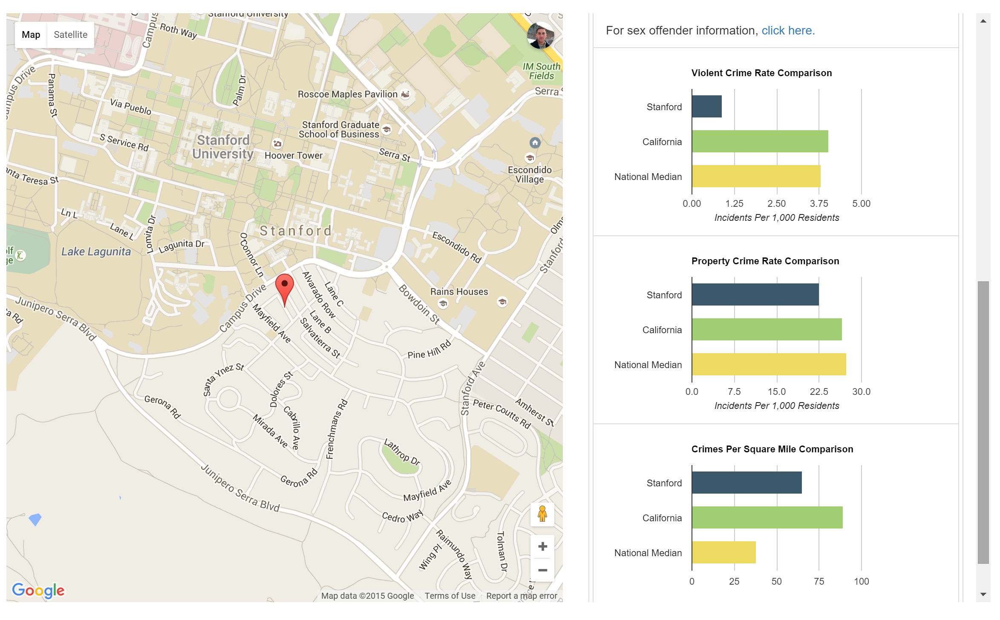 Stanford University
Map
Satellite
Roth Way
Campus
Campus Drive
Panama St
Palm Dr
IM South
Fields
Serra
Roscoe Maples Pavilion
Via Pueblo
Stanford Graduate
School of Business
S Service Rd
Stanford
University
Hoover Tower
Serra St
Escondido
Village
anta Teresa St
Ln L
Lane L
Lomita Dr
Stanford
Olms
Lake Lagunita
Lagunita Dr
O'Connor Ln
Escondido Rd
Stanford
Alvarado Row
Lane C
Rains Houses
Bowdoin St
Junipero Serra Blvd
a Rd
Campus Drive
Mayfield Ave
Lane B
Salvatierra St
Pine Hill Rd
Santa Ynez St
Dolores St
Stanford Ave
Gerona Rd
Mirada Ave
Cabrillo Ave
Frenchmans Rd
Peter Coutts Rd
Amherst St
Lathrop Dr
Junipero Serra Blvd
Gerona Rd
Mayfield Ave
Cedro Way
Raimundo Way
Wing Pl
Tolman Dr
Google
Map data ©2015 Google
Terms of Use
Report a map error
For sex offender information, click here.
Violent Crime Rate Comparison
Stanford
California
National Median
0.00 1.25 2.50 3.75 5.00
Incidents Per 1,000 Residents
Property Crime Rate Comparison
Stanford
California
National Median
0.0 7.5 15.0 22.5 30.0
Incidents Per 1,000 Residents
Crimes Per Square Mile Comparison
Stanford
California
National Median
0 25 50 75 100